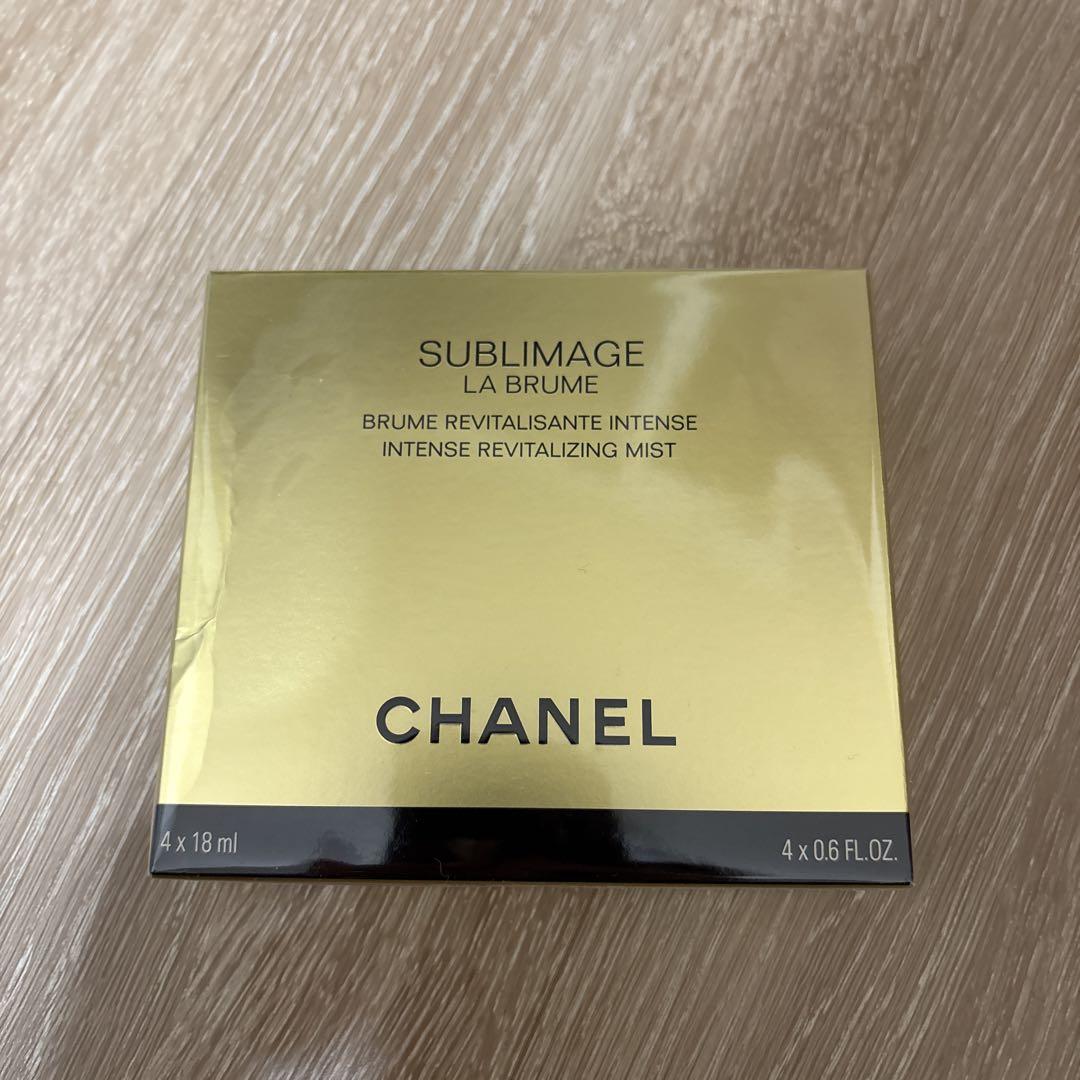 SUBLIMAGE
LA BRUME
BRUME REVITALISANTE INTENSE
INTENSE REVITALIZING MIST
CHANEL
4 x 18 ml
4 x 0.6 FL.OZ.